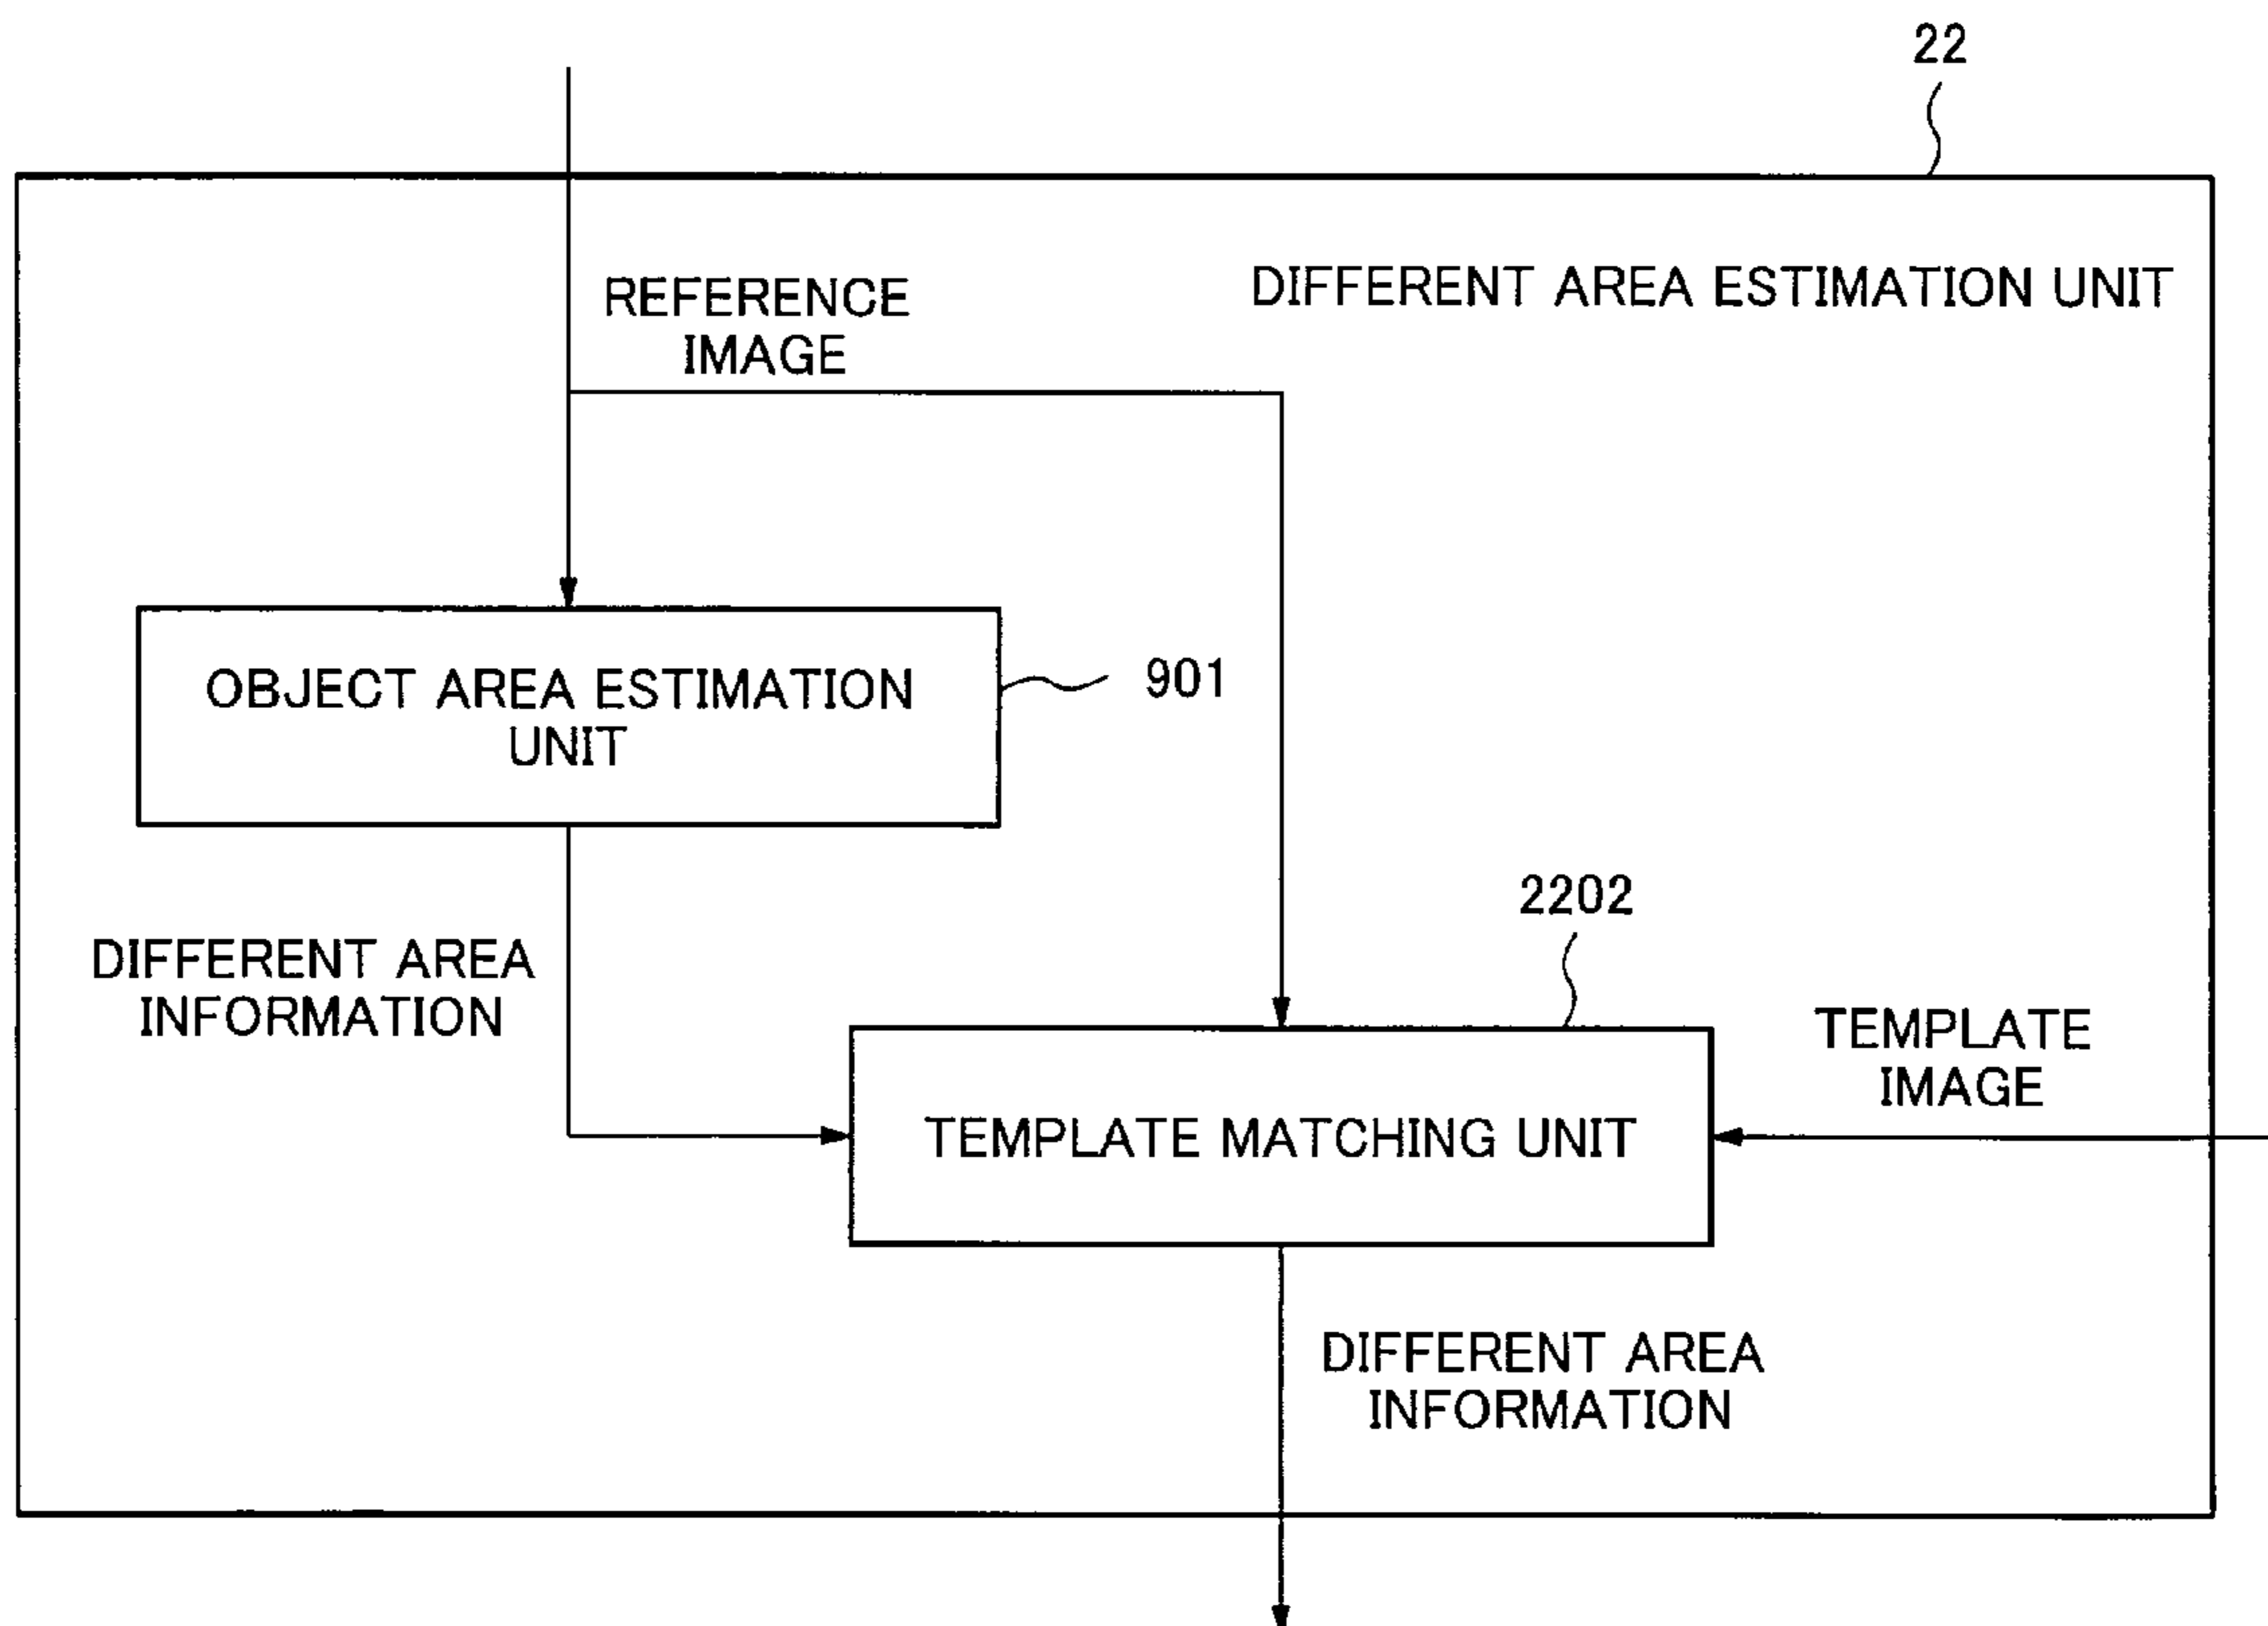 22
DIFFERENT AREA ESTIMATION UNIT
REFERENCE
IMAGE
OBJECT AREA ESTIMATION
UNIT
901
2202
DIFFERENT AREA
INFORMATION
TEMPLATE
IMAGE
TEMPLATE MATCHING UNIT
DIFFERENT AREA
INFORMATION